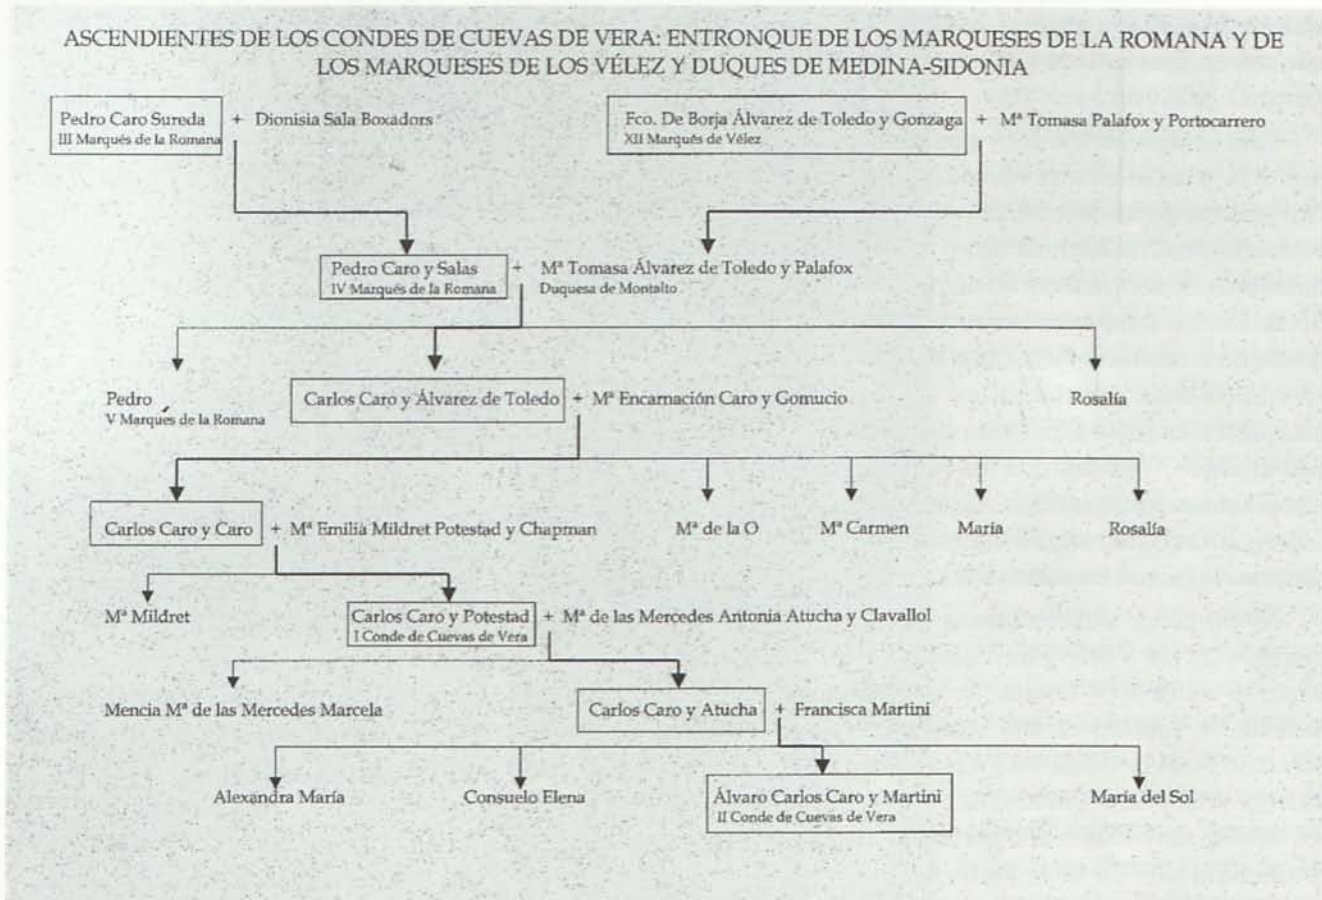 ASCENDIENTES DE LOS CONDES DE CUEVAS DE VERA: ENTRONQUE DE LOS MARQUESES DE LA ROMANA Y DE
LOS MARQUESES DE LOS VÉLEZ Y DUQUES DE MEDINA-SIDONIA
Pedro Caro Sureda + Dionisia Sala Boxadors
III Marqués de la Romana
Fco. De Borja Álvarez de Toledo y Gonzaga + Mª Tomasa Palafox y Portocarrero
XII Marqués de Vélez
Pedro Caro y Salas + Mª Tomasa Álvarez de Toledo y Palafox
IV Marqués de la Romana Duquesa de Montalto
Pedro
V Marqués de la Romana
Carlos Caro y Álvarez de Toledo + Mª Encarnación Caro y Gomucio
Rosalía
Carlos Caro y Caro + Mª Emilia Mildret Potestad y Chapman
Mª de la O
Mª Carmen
María
Rosalía
Mª Mildret
Carlos Caro y Potestad + Mª de las Mercedes Antonia Atucha y Clavallol
I Conde de Cuevas de Vera
Mencia Mª de las Mercedes Marcela
Carlos Caro y Atucha + Francisca Martini
Alexandra María
Consuelo Elena
Álvaro Carlos Caro y Martini
II Conde de Cuevas de Vera
María del Sol